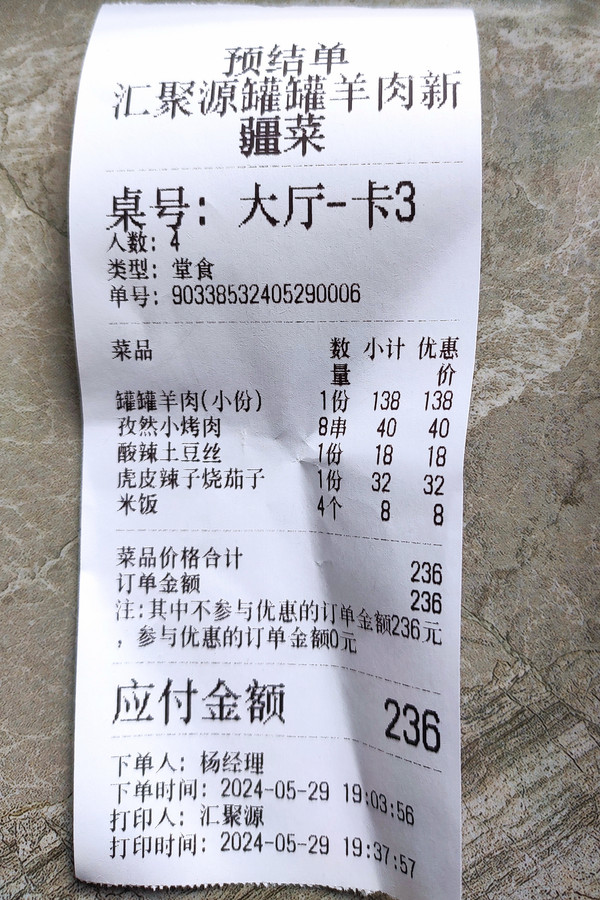 预结单
汇聚源罐罐羊肉新
疆菜
桌号: 大厅-卡3
人数: 4
类型: 堂食
单号: 90338532405290006
菜品 数 小计 优惠
量 价
罐罐羊肉(小份) 1份 138 138
孜然小烤肉 8串 40 40
酸辣土豆丝 1份 18 18
虎皮辣子烧茄子 1份 32 32
米饭 4个 8 8
菜品价格合计 236
订单金额 236
注:其中不参与优惠的订单金额236元
,参与优惠的订单金额0元
应付金额 236
下单人: 杨经理
下单时间: 2024-05-29 19:03:56
打印人: 汇聚源
打印时间: 2024-05-29 19:37:57